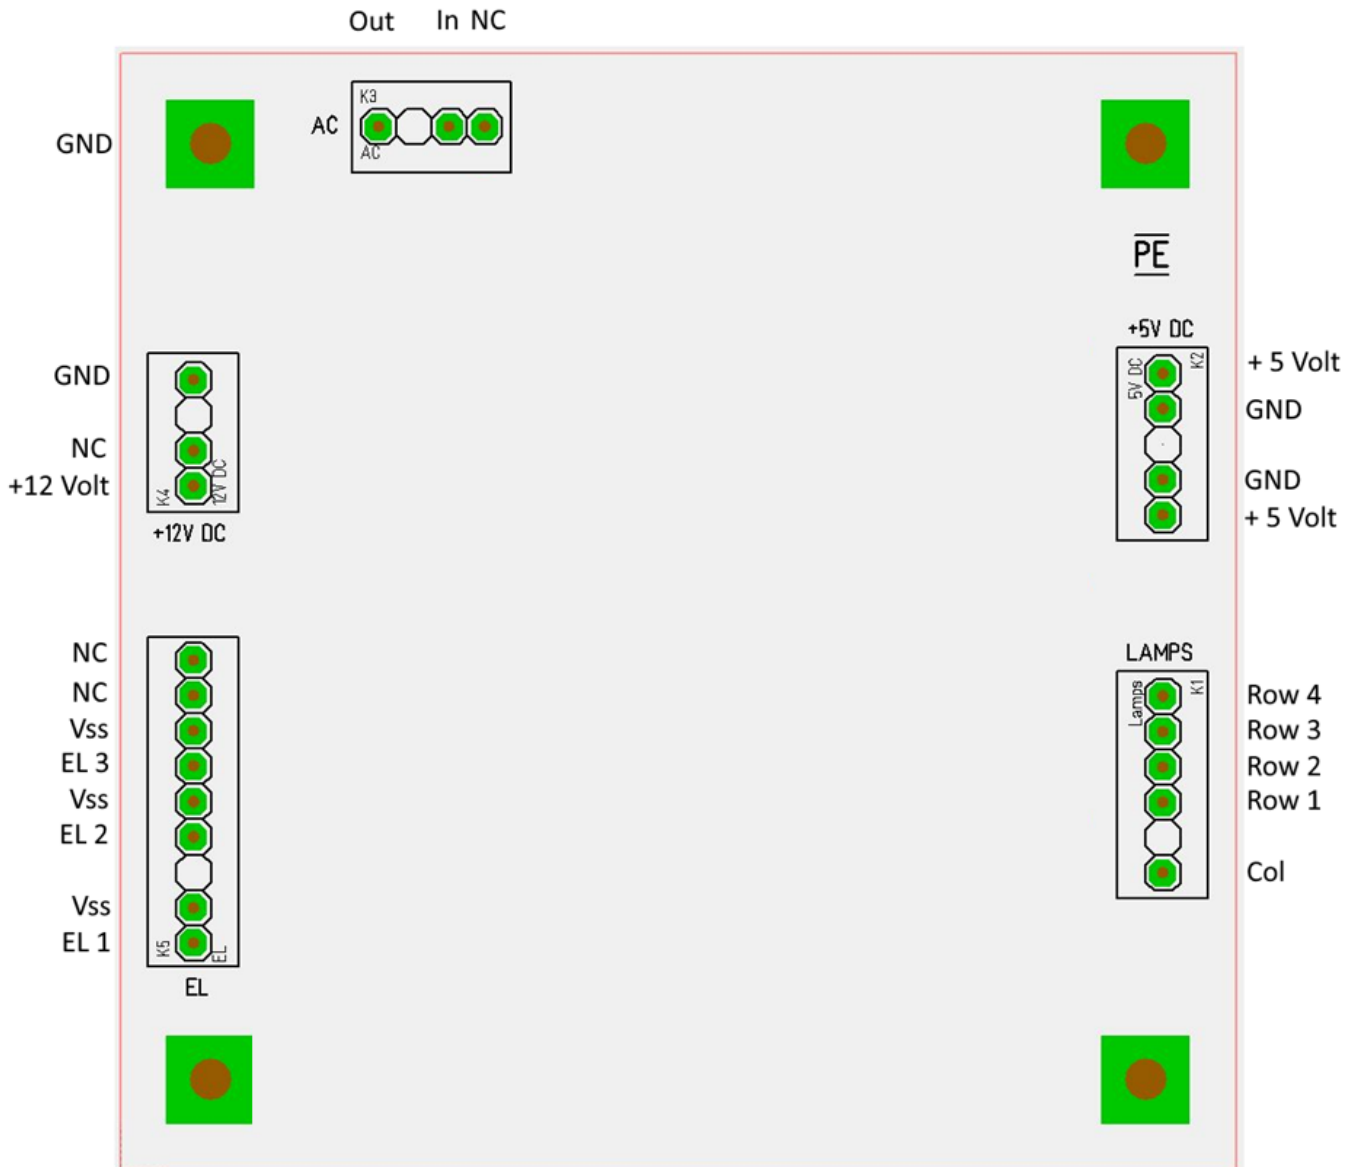 Out In NC
K3
AC
AC
GND
PE
+5V DC
5V DC
K2
+ 5 Volt
GND
GND
+ 5 Volt
GND
NC
+12 Volt
K4
12V DC
+12V DC
NC
NC
Vss
EL 3
Vss
EL 2
Vss
EL 1
K5
EL
EL
LAMPS
Lamps
K1
Row 4
Row 3
Row 2
Row 1
Col